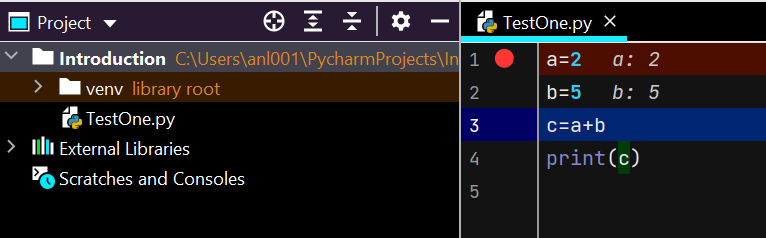 Project
Introduction C:\Users\anl001\PycharmProjects\In
venv library root
TestOne.py
External Libraries
Scratches and Consoles
TestOne.py
1 a=2 a: 2
2 b=5 b: 5
3 c=a+b
4 print(c)
5